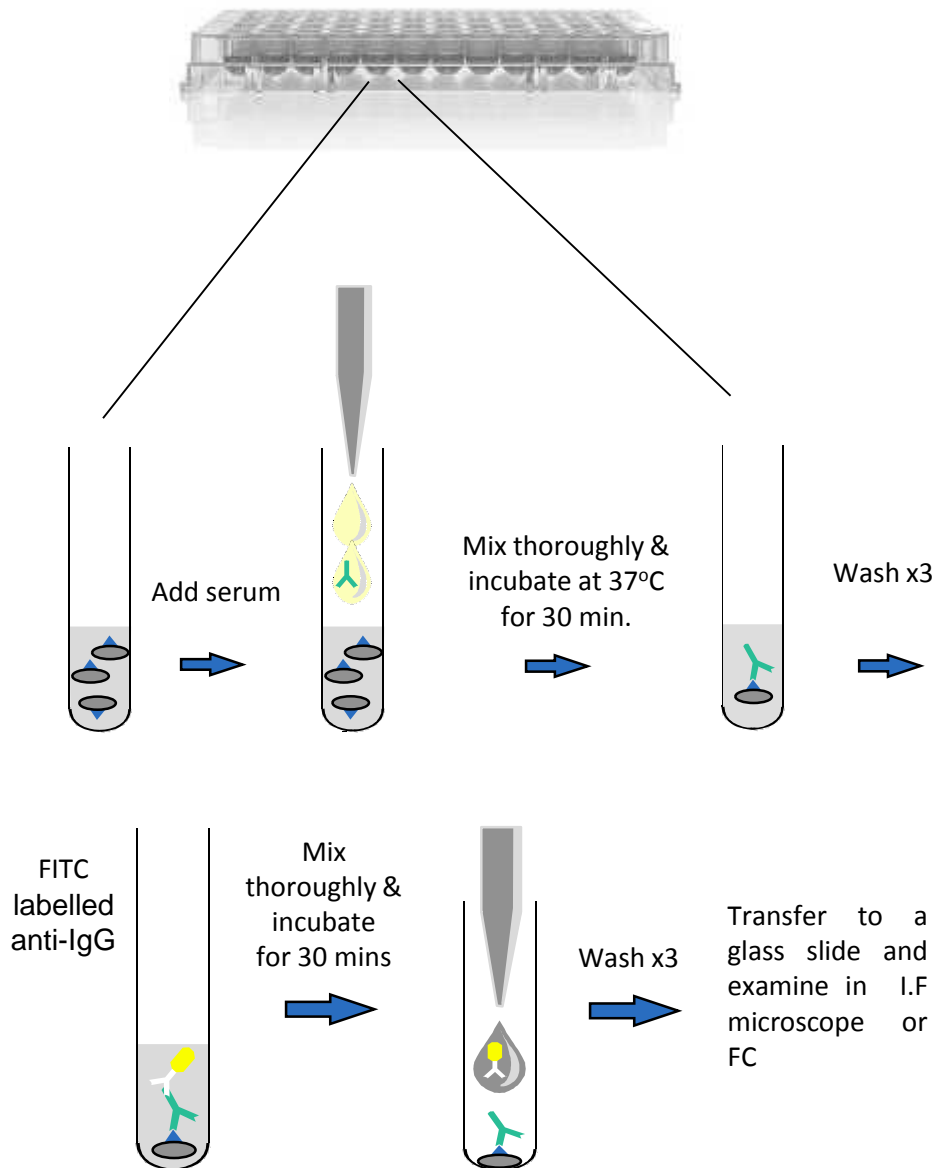 Add serum
Mix thoroughly &
incubate at 37°C
for 30 min.
Wash x3
FITC
labelled
anti-IgG
Mix
thoroughly &
incubate
for 30 mins
Wash x3
Transfer to a
glass slide and
examine in I.F
microscope or
FC